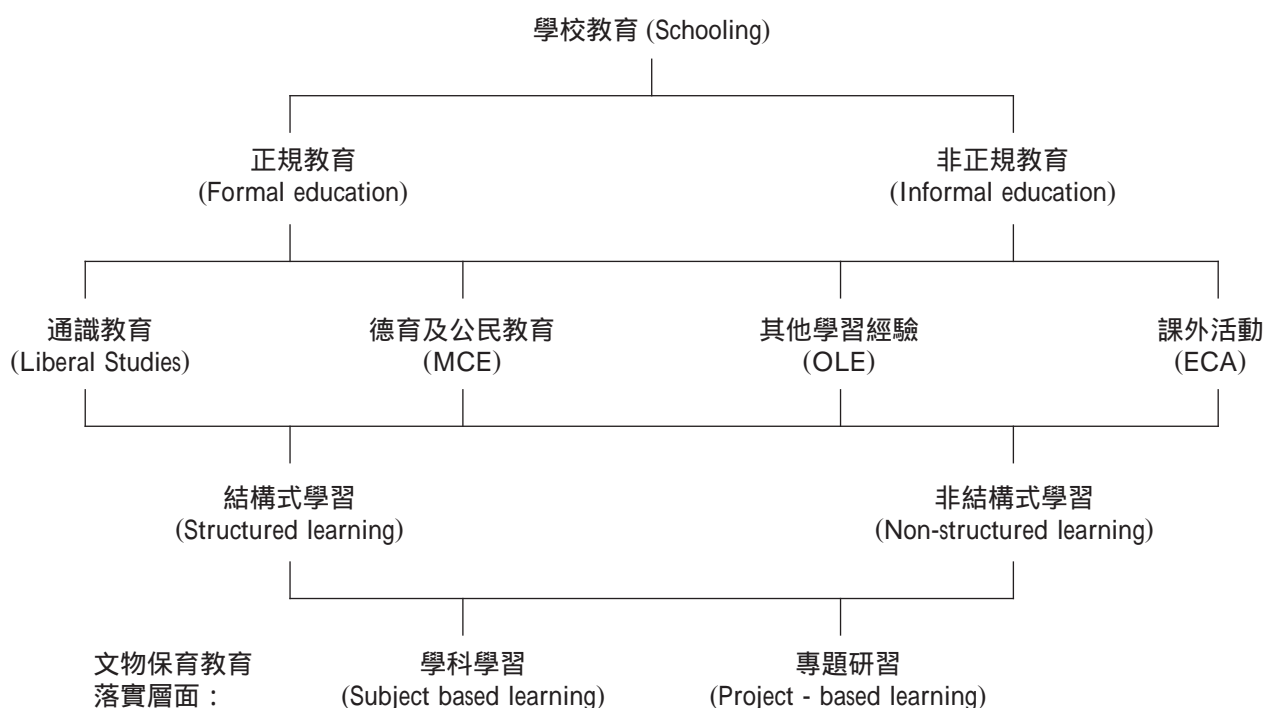 學校教育 (Schooling)
正規教育
(Formal education)
非正規教育
(Informal education)
通識教育
(Liberal Studies)
德育及公民教育
(MCE)
其他學習經驗
(OLE)
課外活動
(ECA)
結構式學習
(Structured learning)
非結構式學習
(Non-structured learning)
文物保育教育
落實層面：
學科學習
(Subject based learning)
專題研習
(Project - based learning)